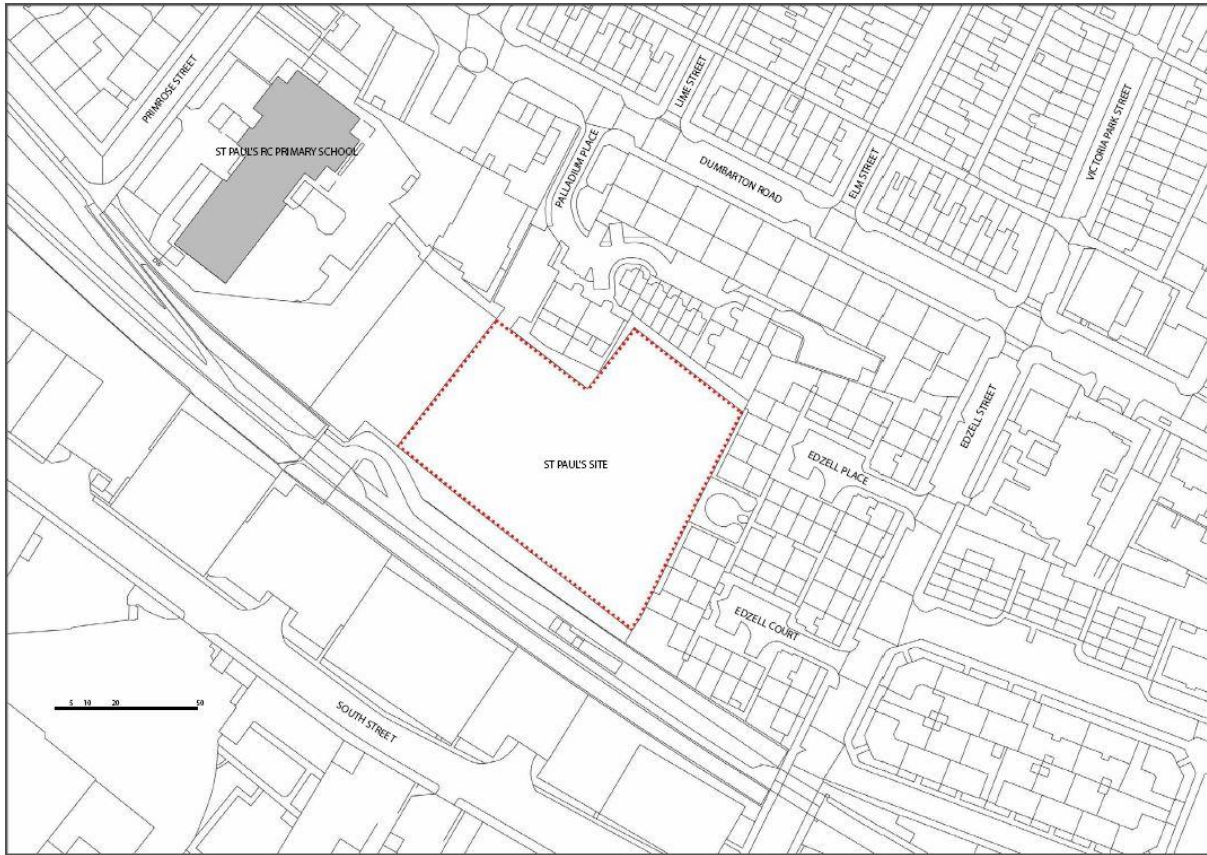 PRIMROSE STREET
ST PAUL'S RC PRIMARY SCHOOL
PALLADIUM PLACE
LIME STREET
DUMBARTON ROAD
ELM STREET
VICTORIA PARK STREET
EDZELL STREET
EDZELL PLACE
ST PAUL'S SITE
EDZELL COURT
SOUTH STREET
5 10 20 50